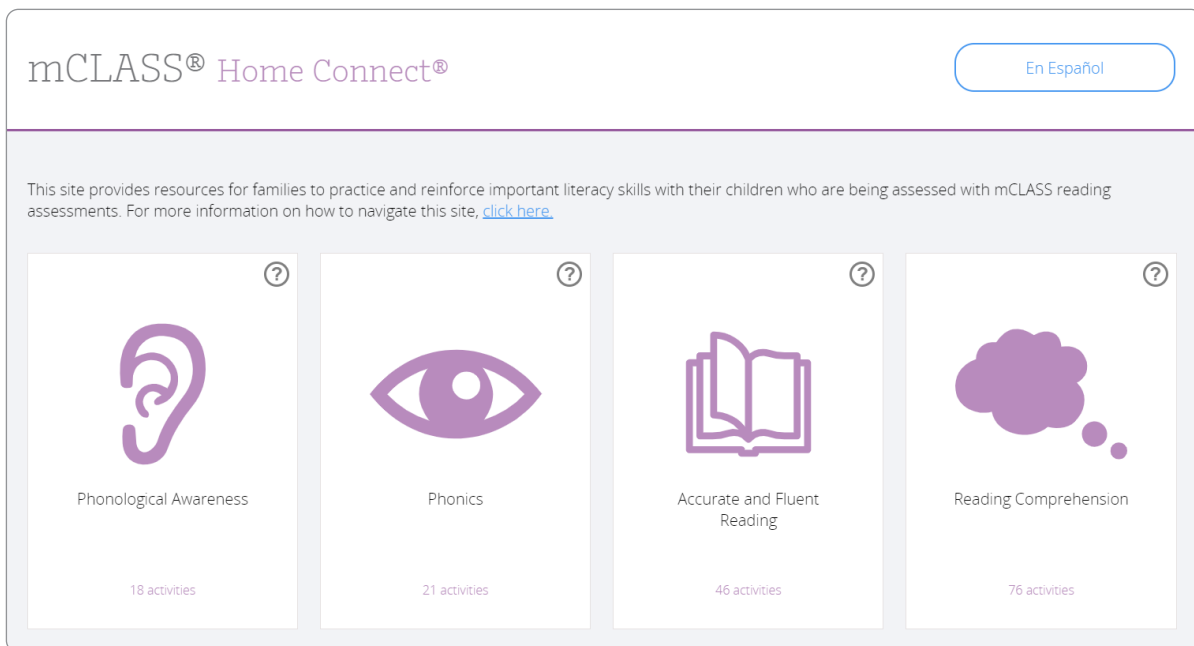 mCLASS® Home Connect®
En Español
This site provides resources for families to practice and reinforce important literacy skills with their children who are being assessed with mCLASS reading
assessments. For more information on how to navigate this site, click here.
?
?
?
?
Phonological Awareness
Phonics
Accurate and Fluent
Reading
Reading Comprehension
18 activities
21 activities
46 activities
76 activities